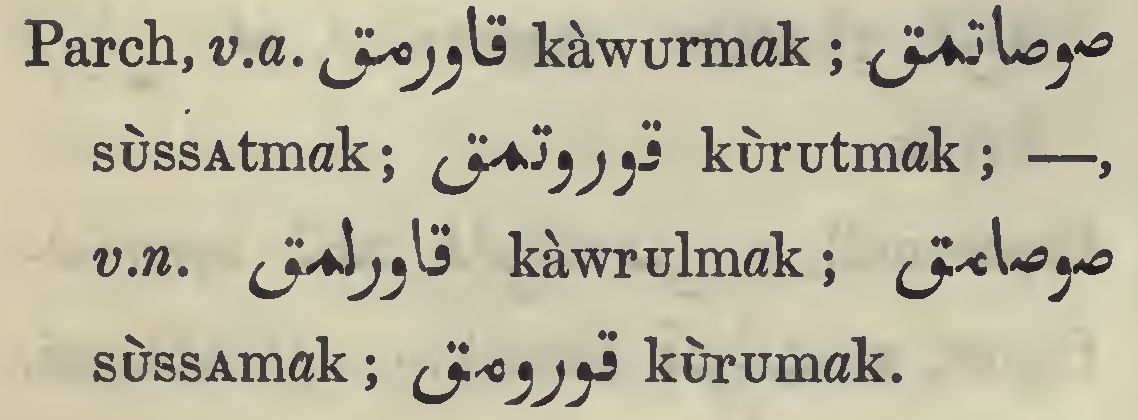 Parch, v.a. قاورمق kàwurmak ; صوصاتمق
sùssAtmak; قوروتمق kùrutmak ; —,
v.n. قاورلمق kàwrulmak ; صوصامق
sùssAmak ; قورومق kùrumak.